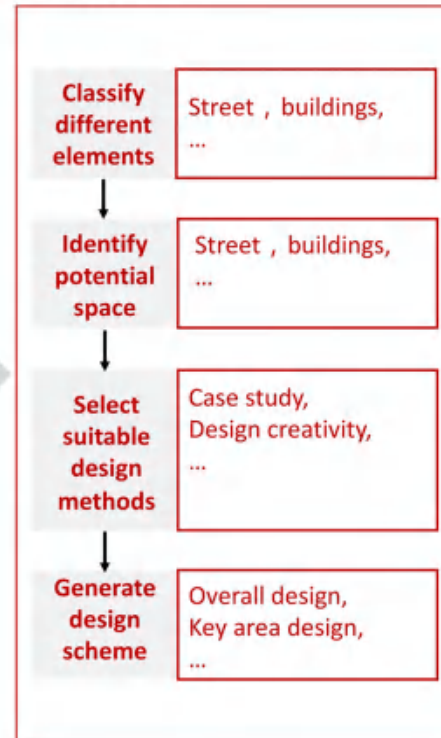 Classify
different
elements
Street , buildings,
...
Identify
potential
space
Street , buildings,
...
Select
suitable
design
methods
Case study,
Design creativity,
...
Generate
design
scheme
Overall design,
Key area design,
...